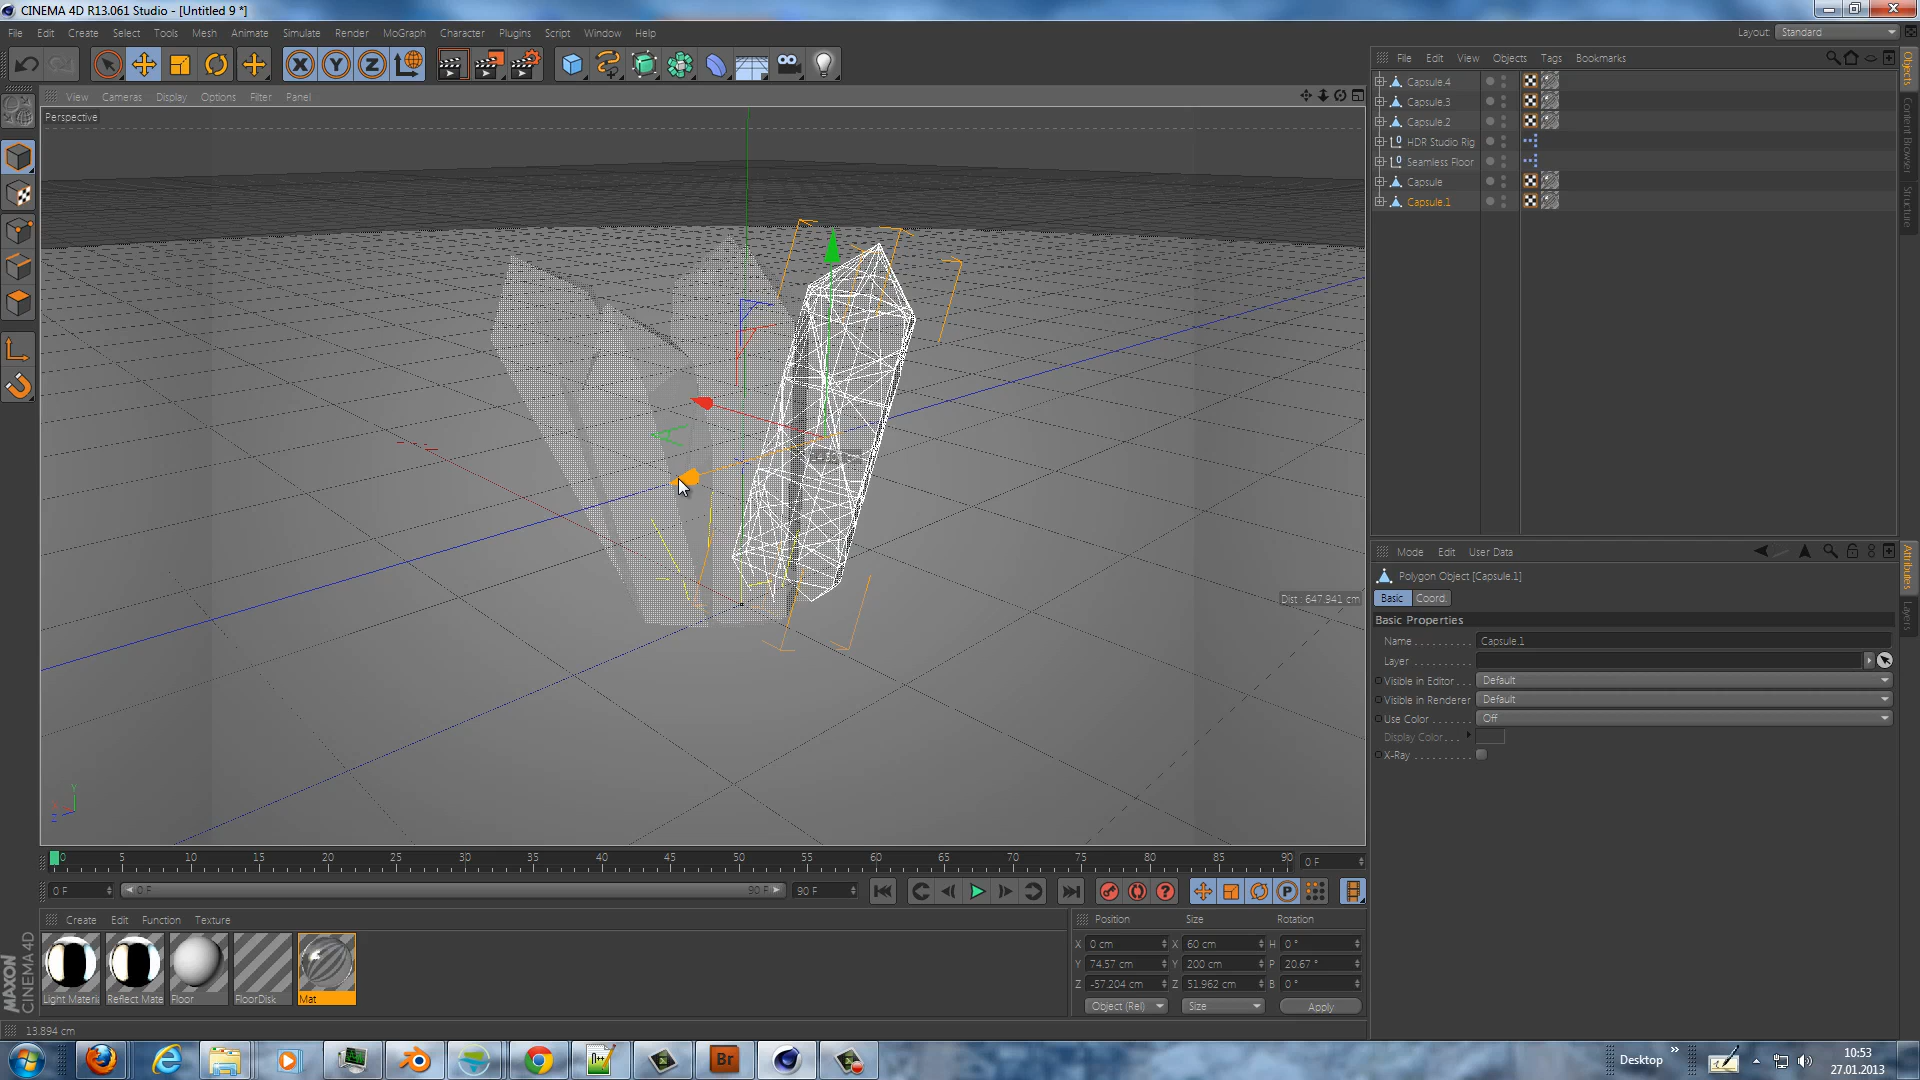 CINEMA 4D R13.061 Studio - [Untitled 9 *]
File Edit Create Select Tools Mesh Animate Simulate Render MoGraph Character Plugins Script Window Help
Layout: Standard
View Cameras Display Options Filter Panel
Perspective
File Edit View Objects Tags Bookmarks
Capsule.4
Capsule.3
Capsule.2
HDR Studio Rig
Seamless Floor
Capsule
Capsule.1
Objects
Content Browser
Structure
Dist : 647.941 cm
Mode Edit User Data
Polygon Object [Capsule.1]
Basic Coord.
Basic Properties
Name Capsule.1
Layer
Visible in Editor Default
Visible in Renderer Default
Use Color Off
Display Color
X-Ray
Attributes
Layers
Y
Z
0 5 10 15 20 25 30 35 40 45 50 55 60 65 70 75 80 85 90
0 F
0 F 0 F 90 F 90 F
Create Edit Function Texture
Light Materi Reflect Mate Floor FloorDisk Mat
MAXON
CINEMA 4D
Position Size Rotation
X 0 cm X 60 cm H 0 °
Y 74.57 cm Y 200 cm P 20.67 °
Z -57.204 cm Z 51.962 cm B 0 °
Object (Rel) Size Apply
13.894 cm
Br
Desktop »
10:53
27.01.2013